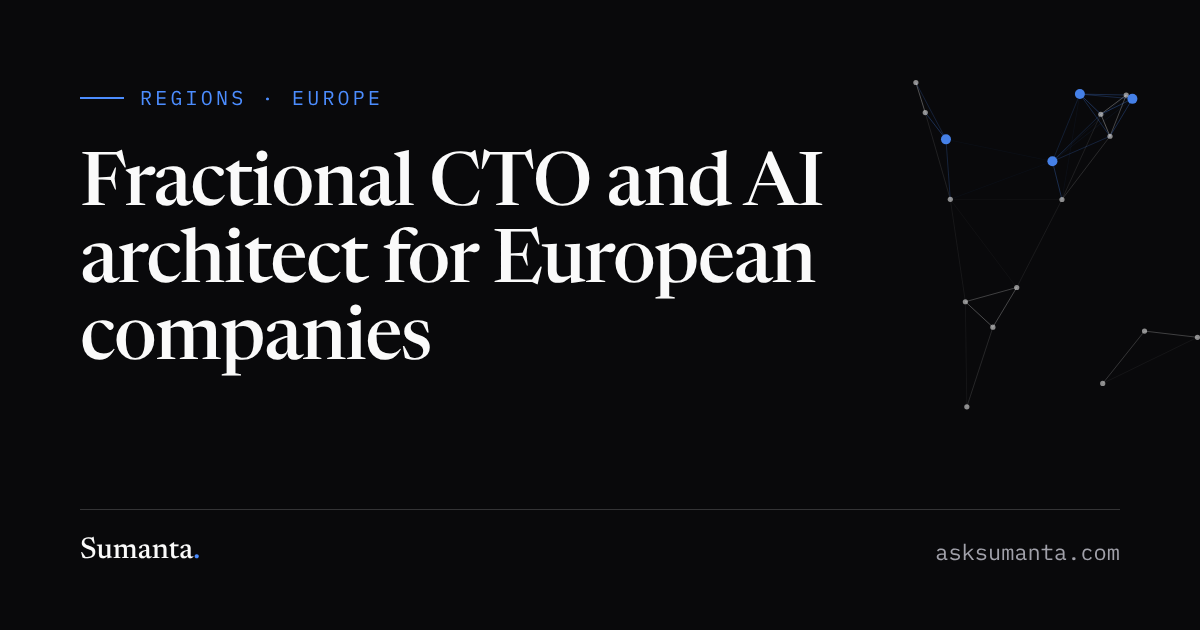 REGIONS · EUROPE
Fractional CTO and AI
architect for European
companies
Sumanta.
asksumanta.com